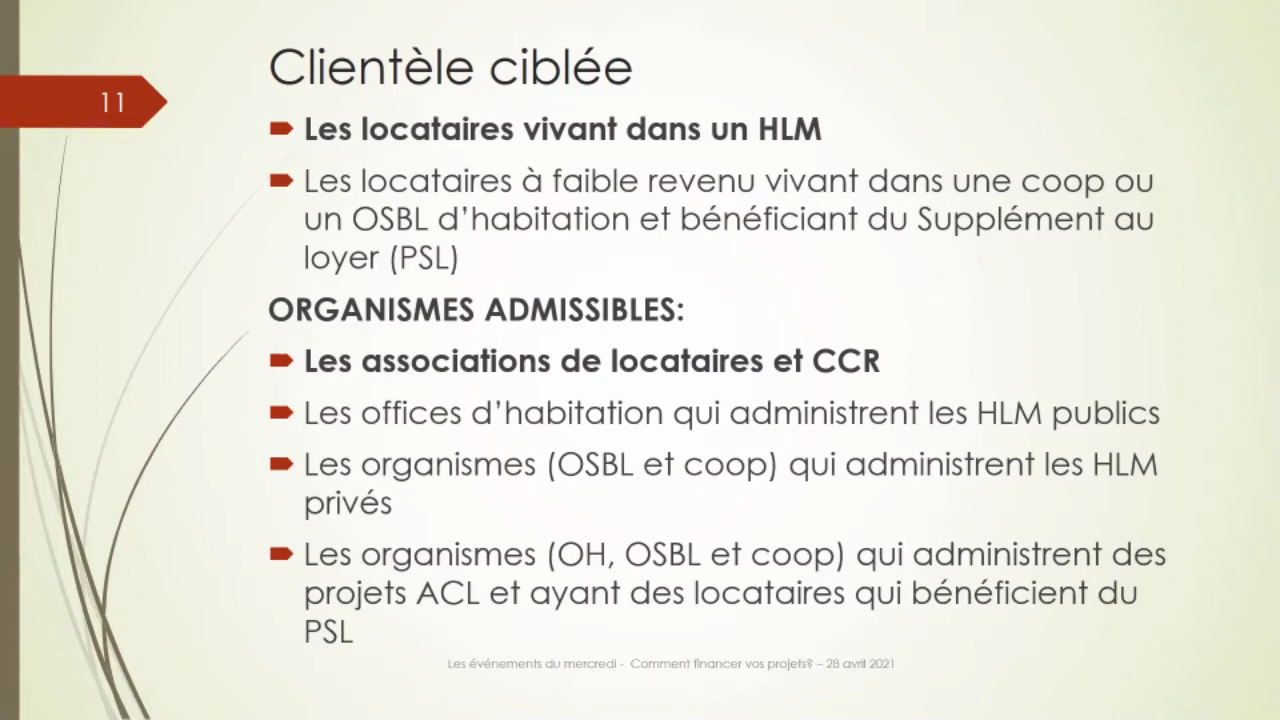 Clientèle ciblée
11
Les locataires vivant dans un HLM
Les locataires à faible revenu vivant dans une coop ou
un OSBL d’habitation et bénéficiant du Supplément au
loyer (PSL)
ORGANISMES ADMISSIBLES:
Les associations de locataires et CCR
Les offices d’habitation qui administrent les HLM publics
Les organismes (OSBL et coop) qui administrent les HLM
privés
Les organismes (OH, OSBL et coop) qui administrent des
projets ACL et ayant des locataires qui bénéficient du
PSL
Les événements du mercredi - Comment financer vos projets? – 28 avril 2021